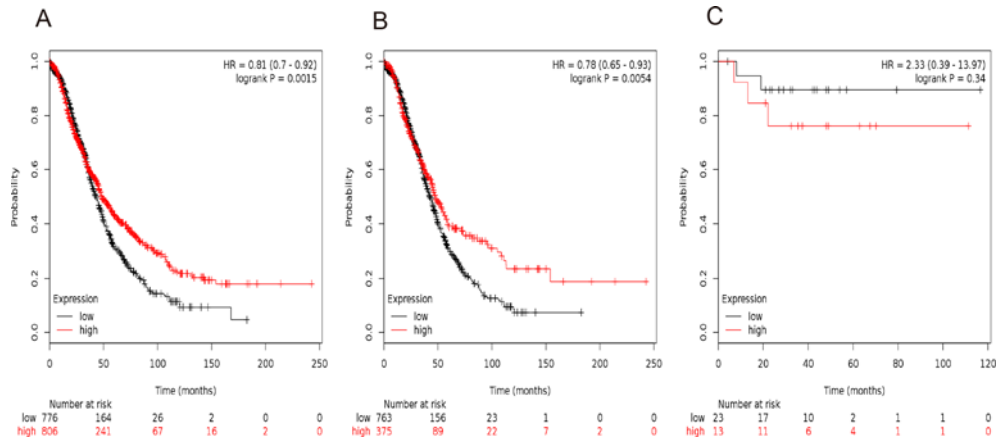 A
B
C
HR = 0.81 (0.7 - 0.92)
logrank P = 0.0015
Probability
1.0
0.8
0.6
0.4
0.2
0.0
Expression
low
high
0 50 100 150 200 250
Time (months)
Number at risk
low 776 164 26 2 0 0
high 806 241 67 16 2 0
HR = 0.78 (0.65 - 0.93)
logrank P = 0.0054
Probability
1.0
0.8
0.6
0.4
0.2
0.0
Expression
low
high
0 50 100 150 200 250
Time (months)
Number at risk
low 763 156 23 1 0 0
high 375 89 22 7 2 0
HR = 2.33 (0.39 - 13.97)
logrank P = 0.34
Probability
1.0
0.8
0.6
0.4
0.2
0.0
Expression
low
high
0 20 40 60 80 100 120
Time (months)
Number at risk
low 23 17 10 2 1 1 0
high 13 11 6 4 1 1 0